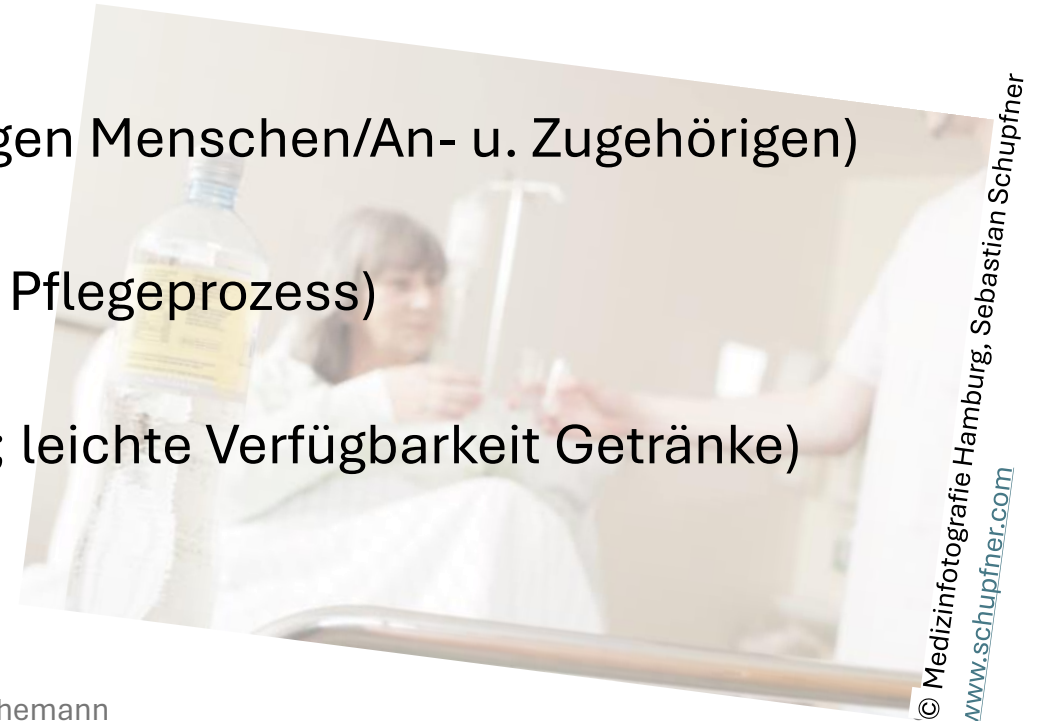 gen Menschen/An- u. Zugehörigen)
Pflegeprozess)
; leichte Verfügbarkeit Getränke)
© Medizinfotografie Hamburg, Sebastian Schupfner
www.schupfner.com
hemann